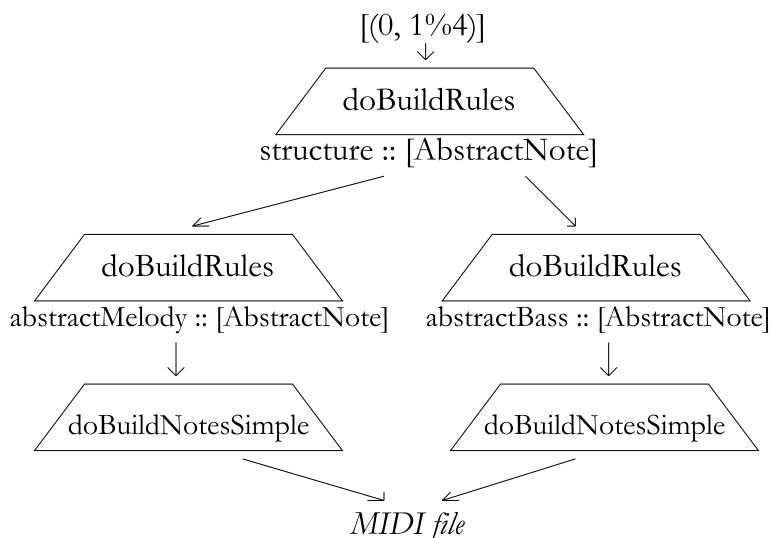 [(0, 1%4)]
doBuildRules
structure :: [AbstractNote]
doBuildRules
doBuildRules
abstractMelody :: [AbstractNote]
abstractBass :: [AbstractNote]
doBuildNotesSimple
doBuildNotesSimple
MIDI file